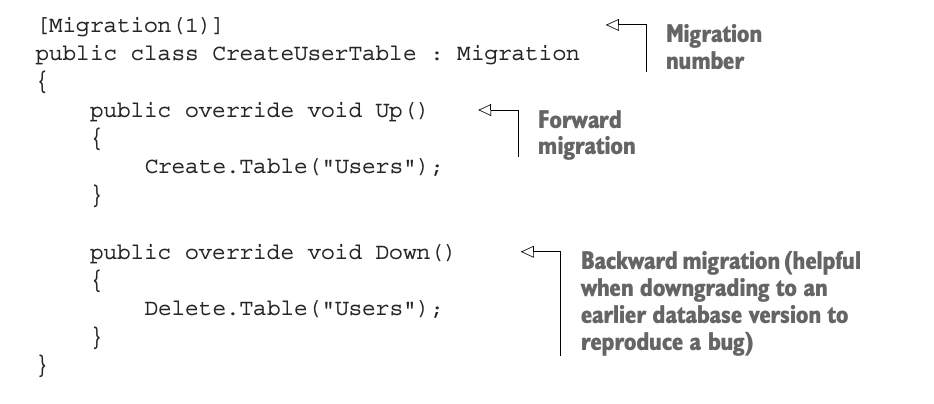 [Migration(1)]
public class CreateUserTable : Migration
{
    public override void Up()
    {
        Create.Table("Users");
    }

    public override void Down()
    {
        Delete.Table("Users");
    }
}
Migration
number
Forward
migration
Backward migration (helpful
when downgrading to an
earlier database version to
reproduce a bug)